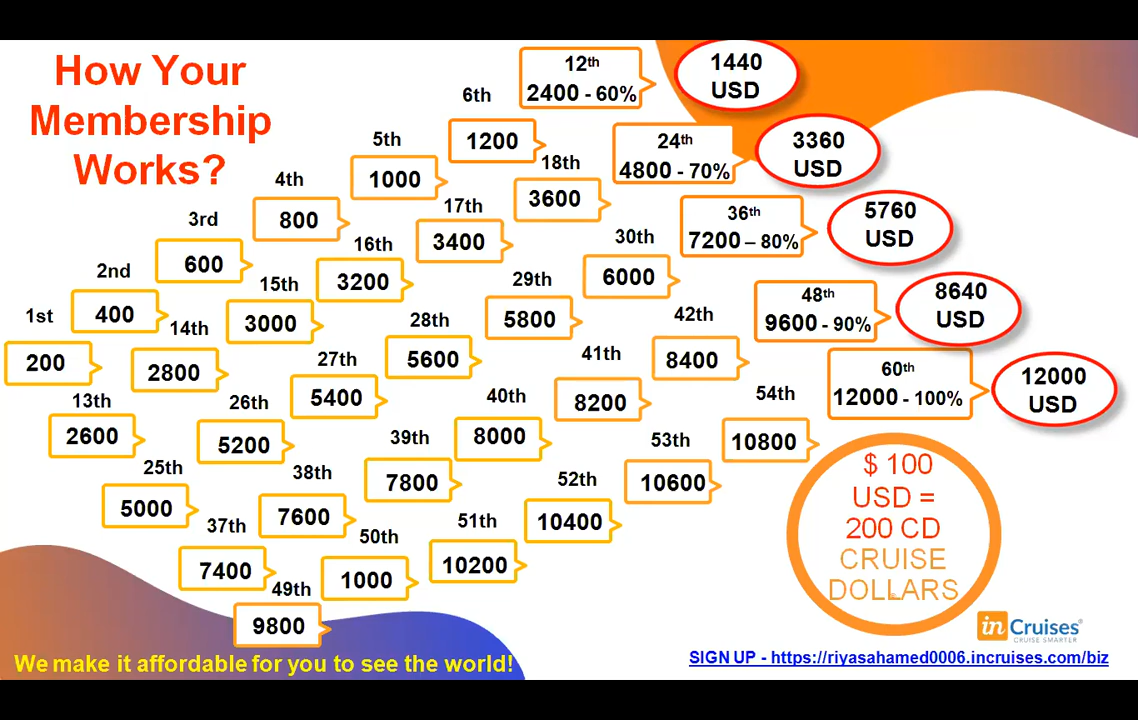 How Your
Membership
Works?
1st
200
2nd
400
3rd
600
4th
800
5th
1000
6th
1200
12th
2400 - 60%
1440
USD
13th
2600
14th
2800
15th
3000
16th
3200
17th
3400
18th
3600
24th
4800 - 70%
3360
USD
25th
5000
26th
5200
27th
5400
28th
5600
29th
5800
30th
6000
36th
7200 – 80%
5760
USD
37th
7400
38th
7600
39th
7800
40th
8000
41th
8200
42th
8400
48th
9600 - 90%
8640
USD
49th
9800
50th
1000
51th
10200
52th
10400
53th
10600
54th
10800
60th
12000 - 100%
12000
USD
$ 100
USD =
200 CD
CRUISE
DOLLARS
in Cruises®
CRUISE SMARTER
We make it affordable for you to see the world!
SIGN UP - https://riyasahamed0006.incruises.com/biz